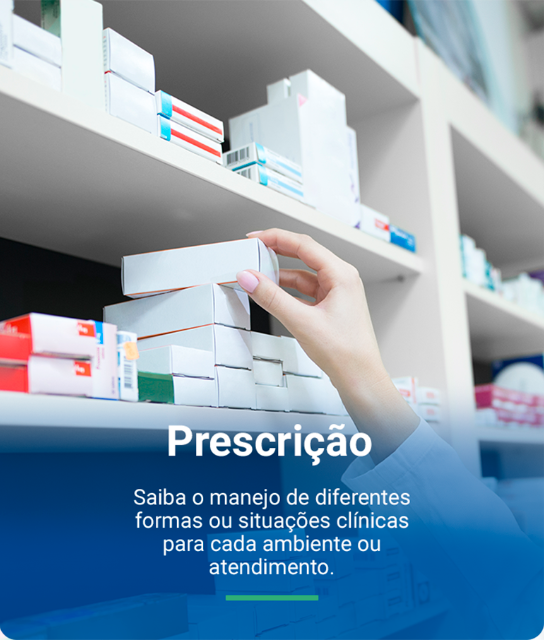 Prescrição
Saiba o manejo de diferentes
formas ou situações clínicas
para cada ambiente ou
atendimento.